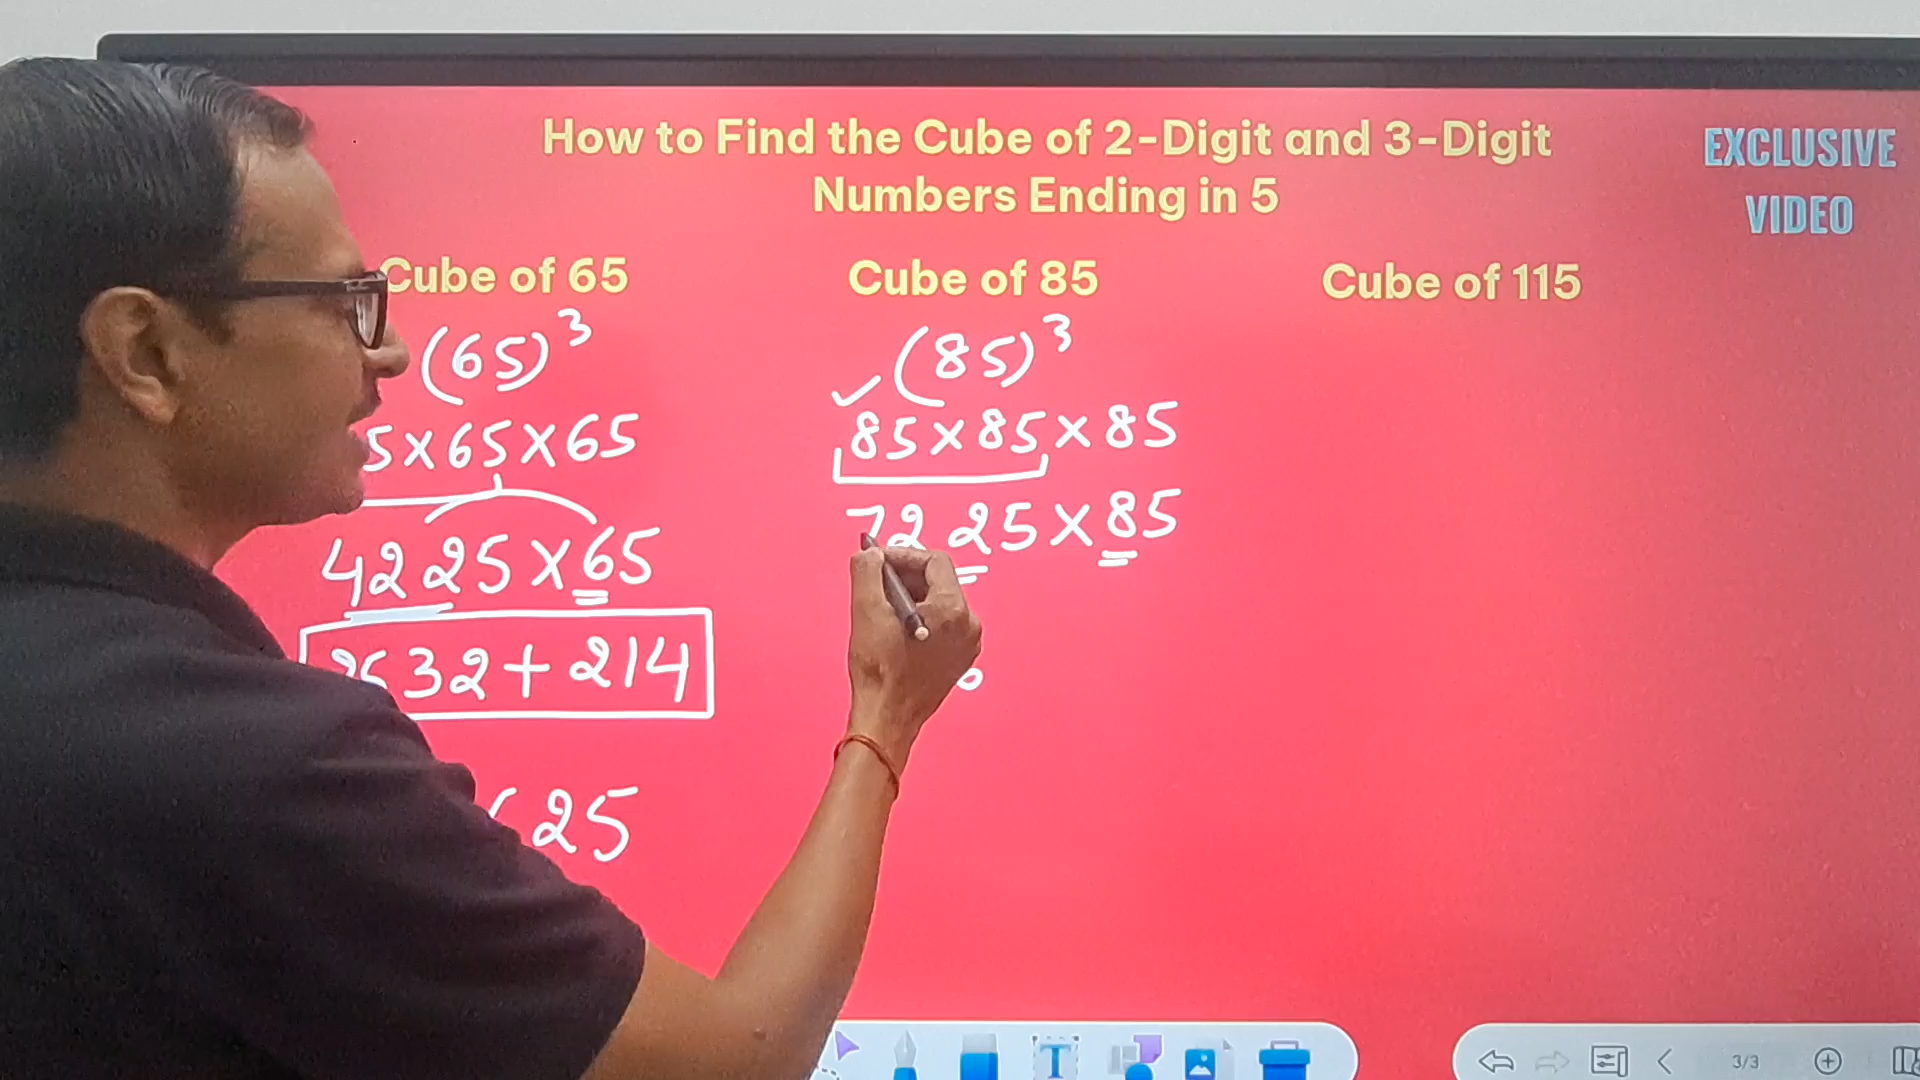 How to Find the Cube of 2-Digit and 3-Digit
Numbers Ending in 5
EXCLUSIVE
VIDEO
Cube of 65
(65)³
5×65×65
4225×65
2532+214
25
Cube of 85
(85)³
85×85×85
7225×85
Cube of 115
T
3/3